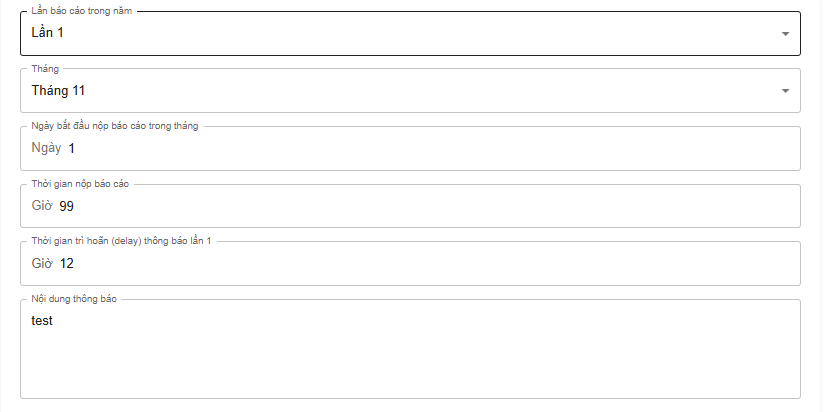 Lần báo cáo trong năm
Lần 1
Tháng
Tháng 11
Ngày bắt đầu nộp báo cáo trong tháng
Ngày 1
Thời gian nộp báo cáo
Giờ 99
Thời gian trì hoãn (delay) thông báo lần 1
Giờ 12
Nội dung thông báo
test